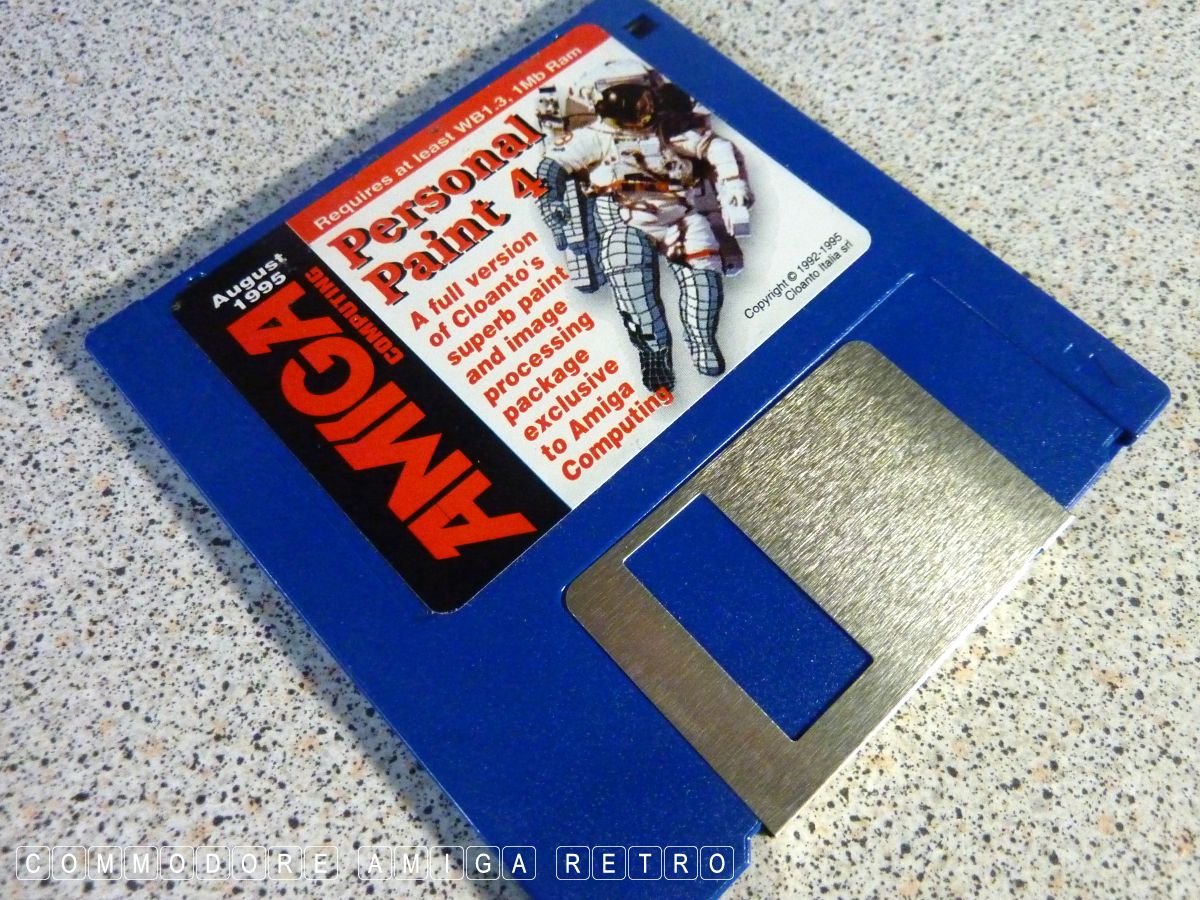 Requires at least WB1.3, 1Mb Ram
Personal
Paint 4
A full version
of Cloanto's
superb paint
and image
processing
package
exclusive
to Amiga
Computing
Copyright © 1992-1995
Cloanto Italia srl
August
1995
AMIGA
COMPUTING
COMMODORE AMIGA RETRO